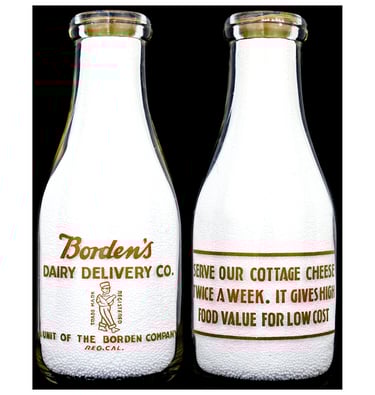 Borden's
DAIRY DELIVERY CO.
TRADE MARK
REGISTERED
UNIT OF THE BORDEN COMPANY
REG. CAL.
SERVE OUR COTTAGE CHEESE
TWICE A WEEK. IT GIVES HIGH
FOOD VALUE FOR LOW COST